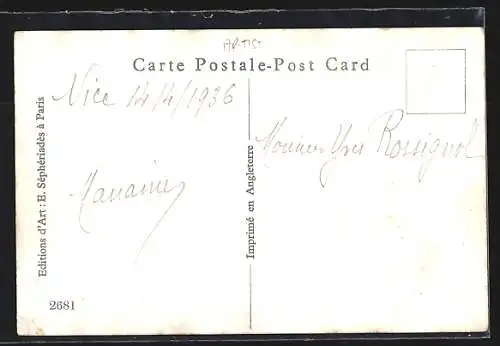 ARTIST
Carte Postale-Post Card
Nice 14/4/1936
Monsieur Yves Rossignol
Editions d'Art: E. Séphériadès à Paris
Imprimé en Angleterre
2681